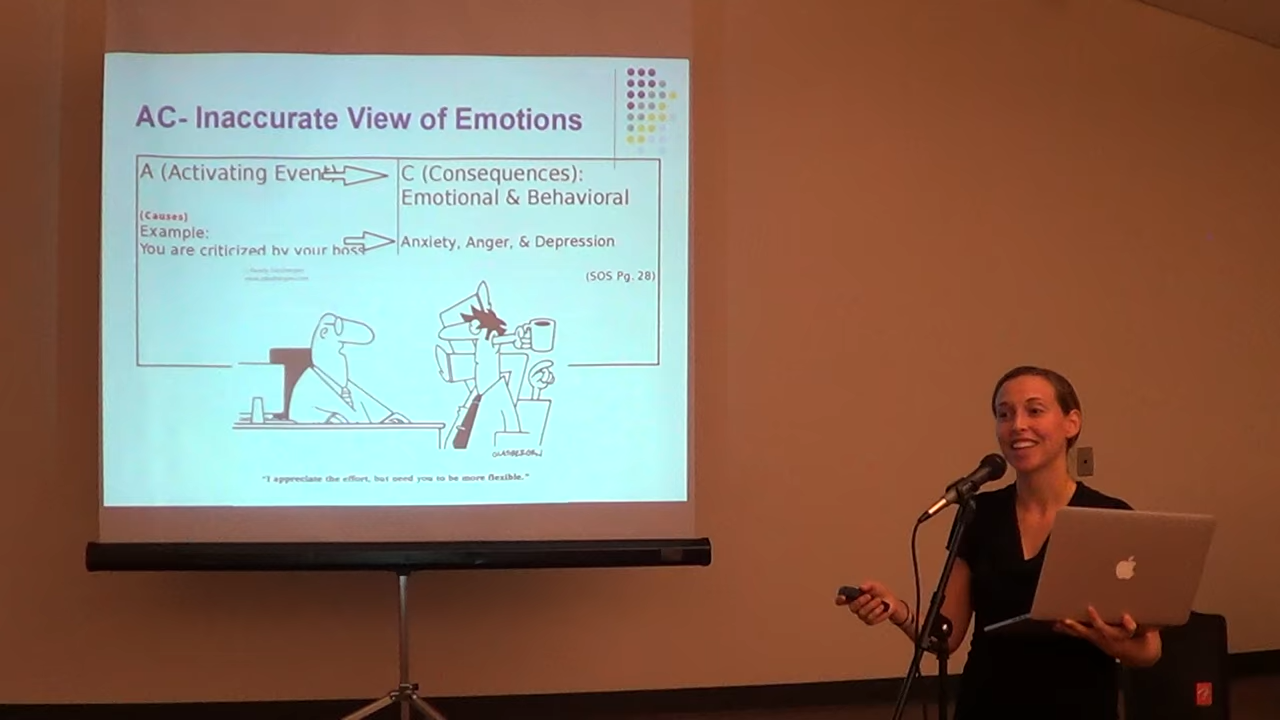 AC- Inaccurate View of Emotions
A (Activating Event)
C (Consequences):
Emotional & Behavioral
(Causes)
Example:
You are criticized by your boss
Anxiety, Anger, & Depression
(SOS Pg. 28)
"I appreciate the effort, but need you to be more flexible."